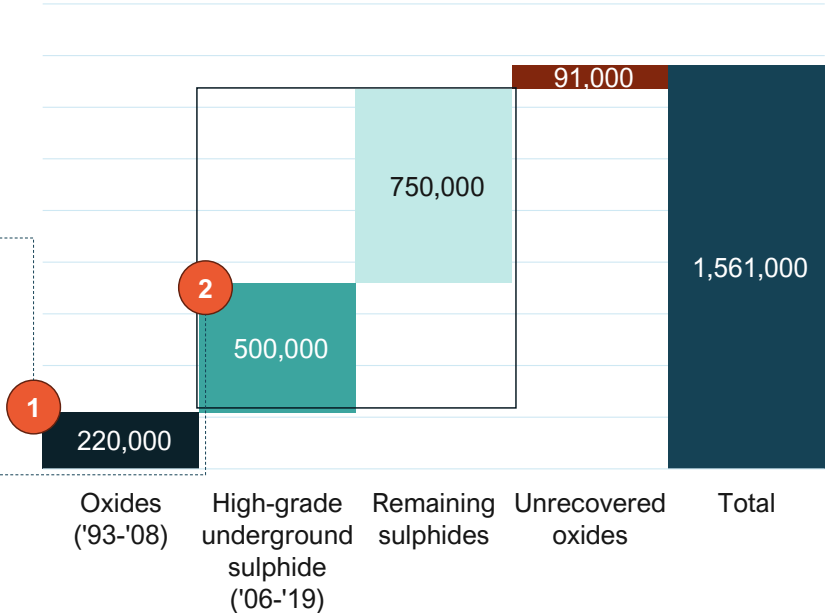 91,000
750,000
1,561,000
2
500,000
1
220,000
Oxides
('93-'08)
High-grade
underground
sulphide
('06-'19)
Remaining
sulphides
Unrecovered
oxides
Total